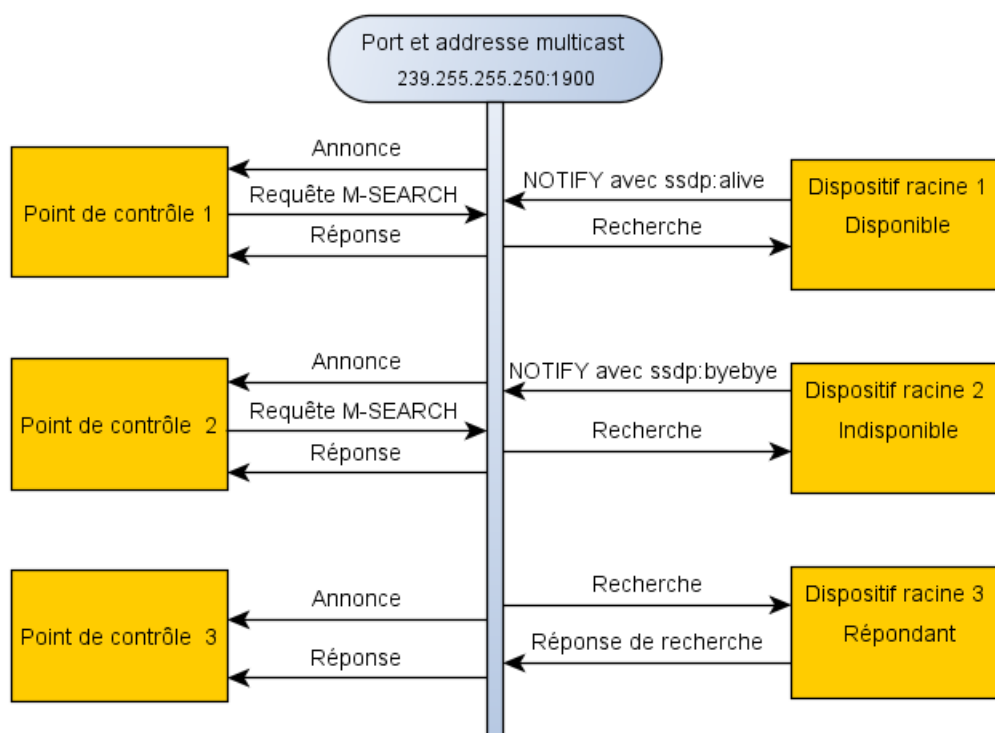 Port et addresse multicast
239.255.255.250:1900
Point de contrôle 1
Annonce
Requête M-SEARCH
Réponse
NOTIFY avec ssdp:alive
Recherche
Dispositif racine 1
Disponible
Point de contrôle  2
Annonce
Requête M-SEARCH
Réponse
NOTIFY avec ssdp:byebye
Recherche
Dispositif racine 2
Indisponible
Point de contrôle  3
Annonce
Réponse
Recherche
Réponse de recherche
Dispositif racine 3
Répondant